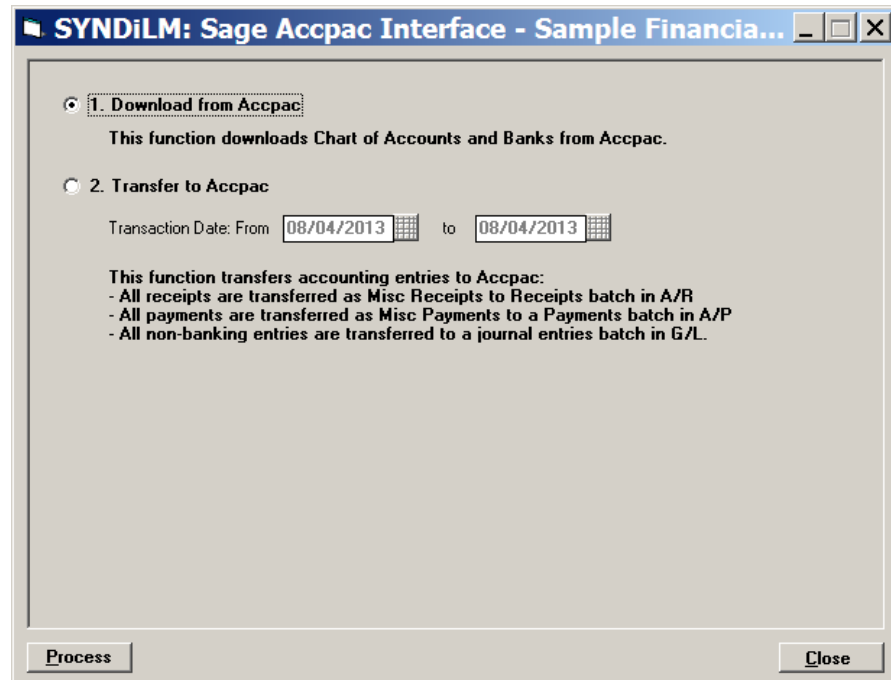 SYNDiLM: Sage Accpac Interface - Sample Financia...
1. Download from Accpac
This function downloads Chart of Accounts and Banks from Accpac.
2. Transfer to Accpac
Transaction Date: From 08/04/2013 to 08/04/2013
This function transfers accounting entries to Accpac:
- All receipts are transferred as Misc Receipts to Receipts batch in A/R
- All payments are transferred as Misc Payments to a Payments batch in A/P
- All non-banking entries are transferred to a journal entries batch in G/L.
Process Close